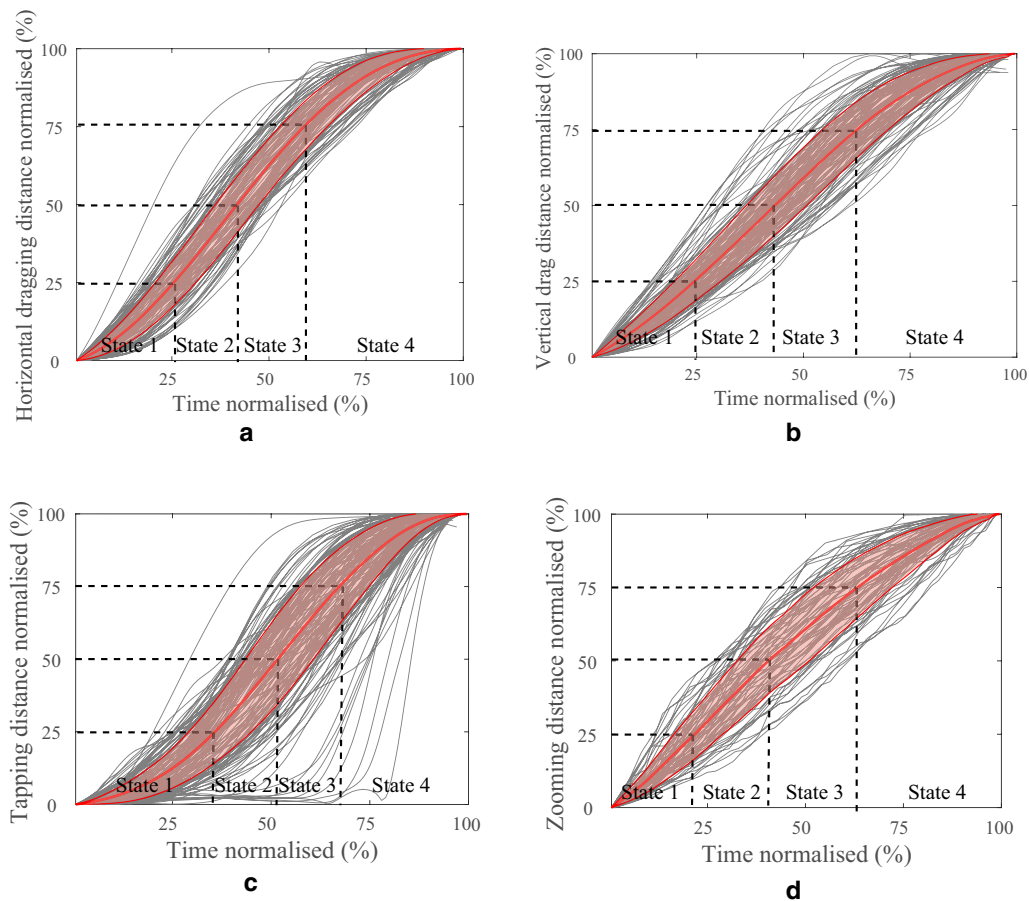 Horizontal dragging distance normalised (%)
100
75
50
25
0
State 1
State 2
State 3
State 4
25
50
75
100
Time normalised (%)
a
Vertical drag distance normalised (%)
100
75
50
25
0
State 1
State 2
State 3
State 4
25
50
75
100
Time normalised (%)
b
Tapping distance normalised (%)
100
75
50
25
0
State 1
State 2
State 3
State 4
25
50
75
100
Time normalised (%)
c
Zooming distance normalised (%)
100
75
50
25
0
State 1
State 2
State 3
State 4
25
50
75
100
Time normalised (%)
d